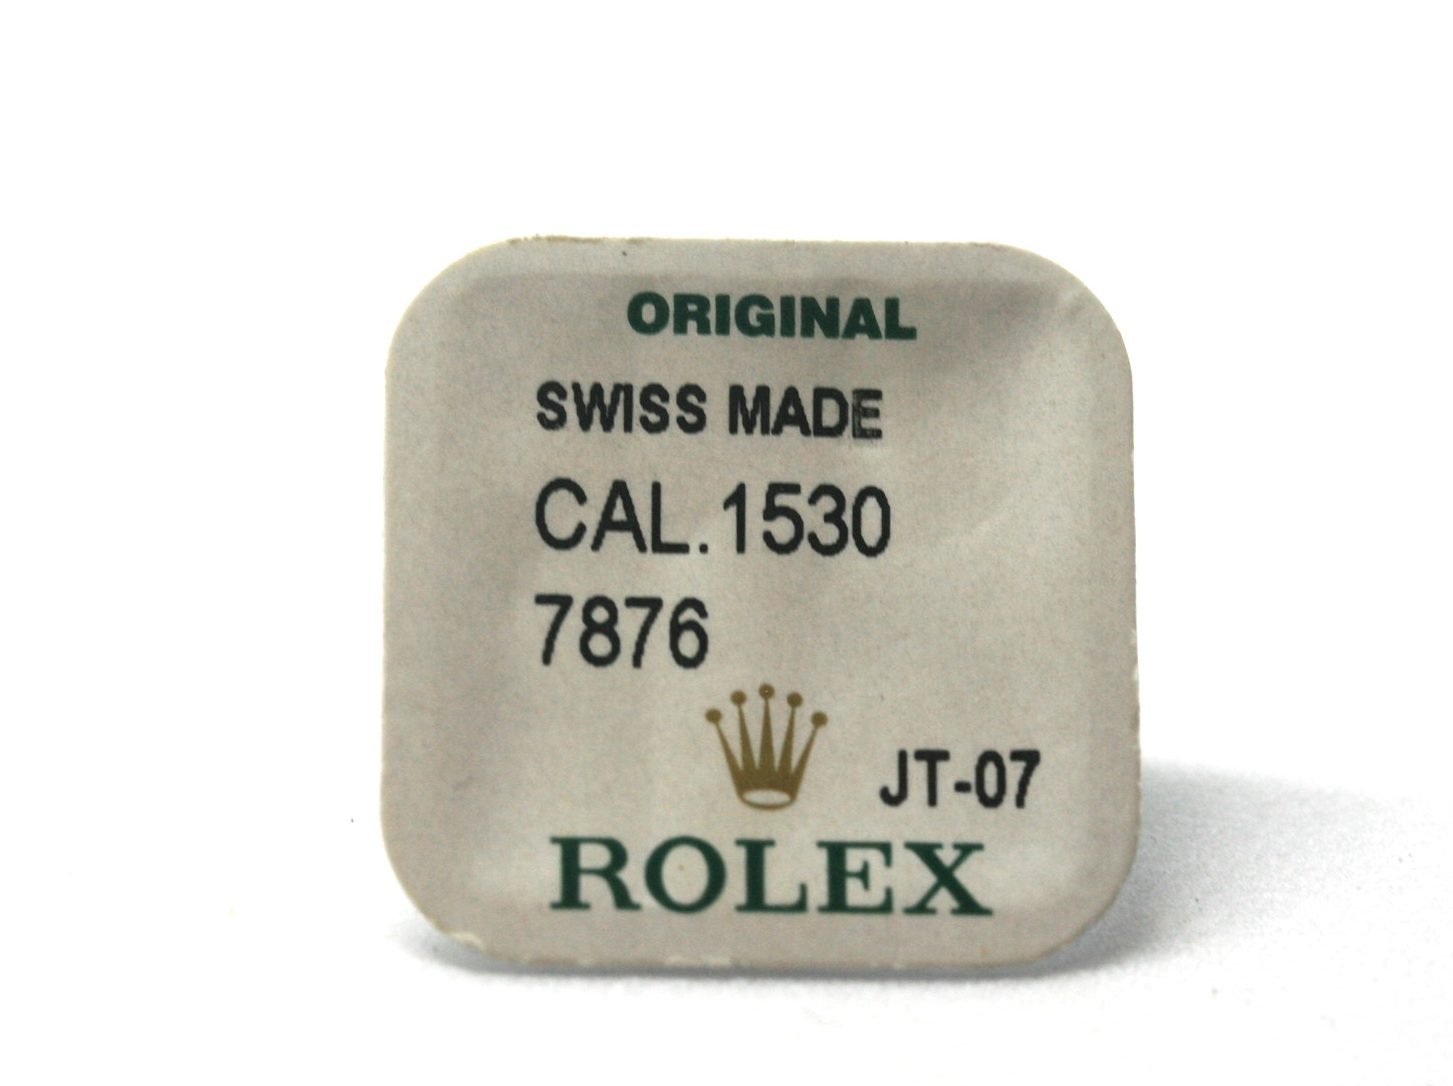 ORIGINAL
SWISS MADE
CAL.1530
7876
JT-07
ROLEX